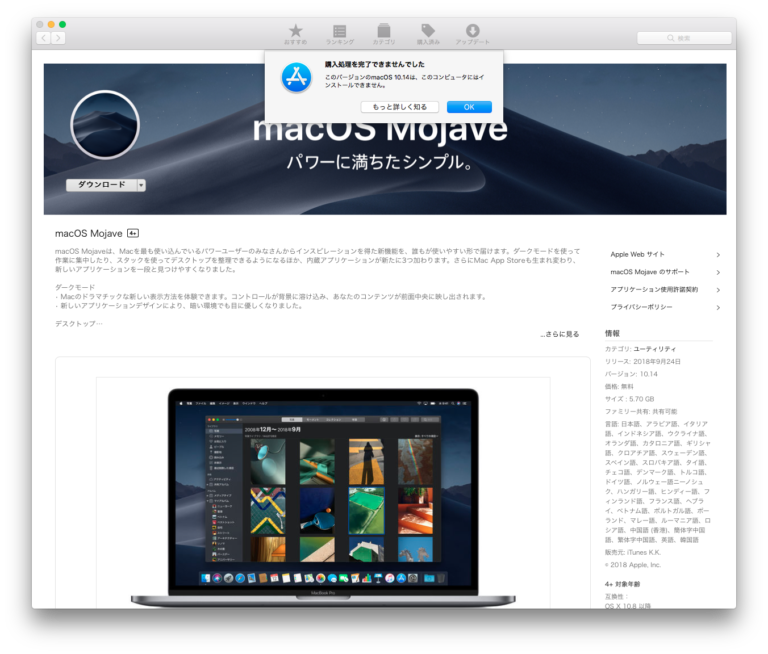 おすすめ
ランキング
カテゴリ
購入済み
アップデート
検索
購入処理を完了できませんでした
このバージョンのmacOS 10.14は、このコンピュータにはイ
ンストールできません。
もっと詳しく知る
OK
macOS Mojave
パワーに満ちたシンプル。
ダウンロード
macOS Mojave 4+
macOS Mojaveは、Macを最も使い込んでいるパワーユーザーのみなさんからインスピレーションを得た新機能を、誰もが使いやすい形で届けます。ダークモードを使って
作業に集中したり、スタックを使ってデスクトップを整理できるようになるほか、内蔵アプリケーションが新たに3つ加わります。さらにMac App Storeも生まれ変わり、
新しいアプリケーションを一段と見つけやすくなりました。
ダークモード
・Macのドラマチックな新しい表示方法を体験できます。コントロールが背景に溶け込み、あなたのコンテンツが前面中央に映し出されます。
・新しいアプリケーションデザインにより、暗い環境でも目に優しくなりました。
デスクトップ…
...さらに見る
Apple Web サイト
macOS Mojave のサポート
アプリケーション使用許諾契約
プライバシーポリシー
情報
カテゴリ: ユーティリティ
リリース: 2018年9月24日
バージョン: 10.14
価格: 無料
サイズ : 5.70 GB
ファミリー共有: 共有可能
言語: 日本語、アラビア語、イタリア
語、インドネシア語、ウクライナ語、
オランダ語、カタロニア語、ギリシャ
語、クロアチア語、スウェーデン語、
スペイン語、スロバキア語、タイ語、
チェコ語、デンマーク語、トルコ語、
ドイツ語、ノルウェー語ニーノシュ
ク、ハンガリー語、ヒンディー語、フ
ィンランド語、フランス語、ヘブラ
イ、ベトナム語、ポルトガル語、ポー
ランド、マレー語、ルーマニア語、ロ
シア語、中国語 (香港)、簡体字中国
語、繁体字中国語、英語、韓国語
販売元: iTunes K.K.
© 2018 Apple, Inc.
4+ 対象年齢
互換性：
OS X 10.8 以降
2008年12月〜2018年9月
MacBook Pro